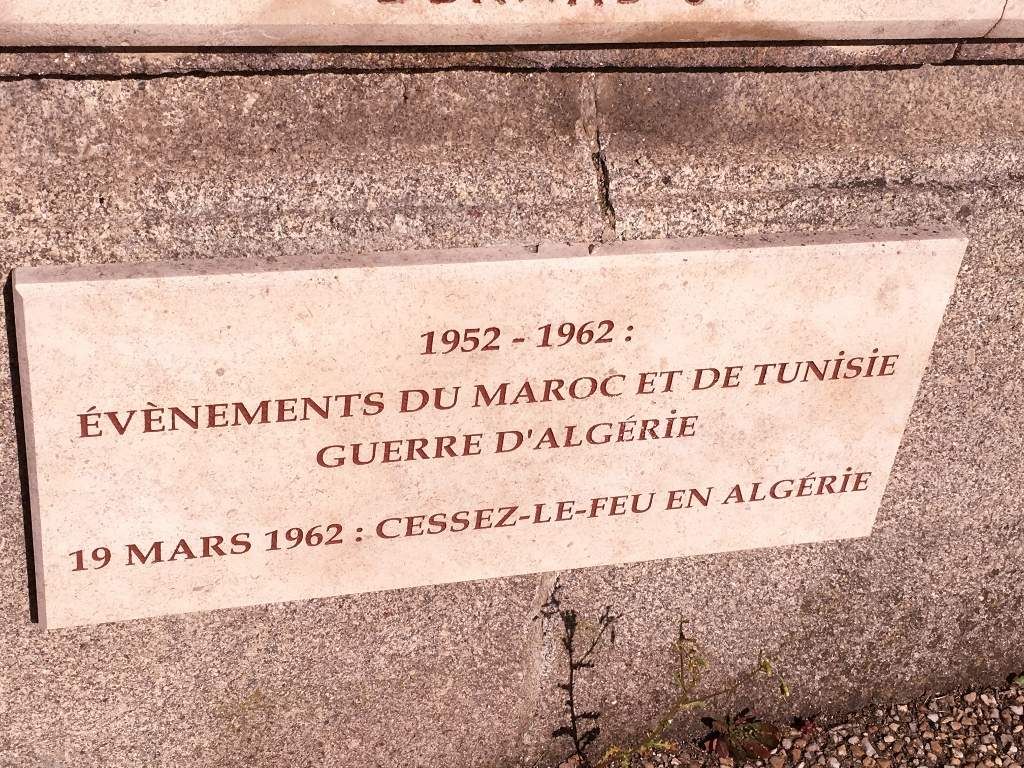 1952 - 1962 :
ÉVÈNEMENTS DU MAROC ET DE TUNISIE
GUERRE D'ALGÉRIE
19 MARS 1962 : CESSEZ-LE-FEU EN ALGÉRIE